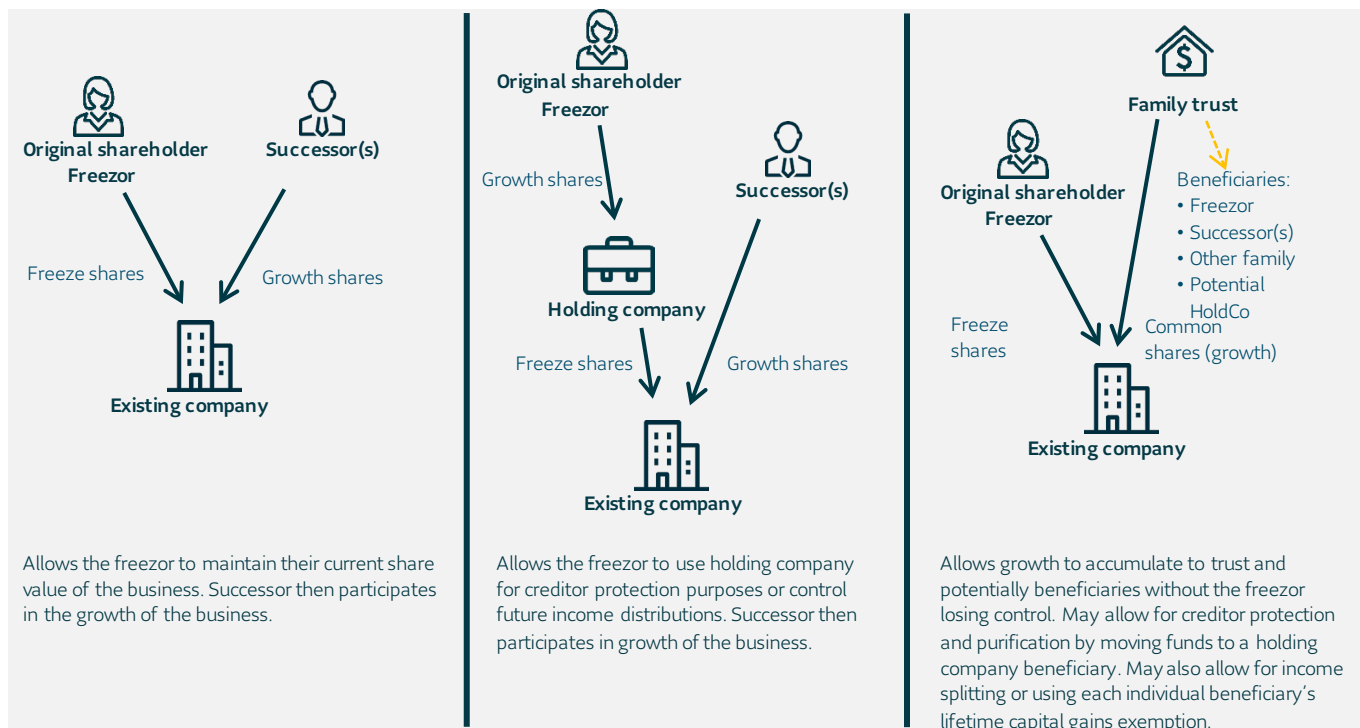 Original shareholder
Freezor
Successor(s)
Freeze shares
Growth shares
Existing company
Allows the freezor to maintain their current share
value of the business. Successor then participates
in the growth of the business.
Original shareholder
Freezor
Growth shares
Successor(s)
Holding company
Freeze shares
Growth shares
Existing company
Allows the freezor to use holding company
for creditor protection purposes or control
future income distributions. Successor then
participates in growth of the business.
$
Family trust
Original shareholder
Freezor
Beneficiaries:
• Freezor
• Successor(s)
• Other family
• Potential
HoldCo
Freeze
shares
Common
shares (growth)
Existing company
Allows growth to accumulate to trust and
potentially beneficiaries without the freezor
losing control. May allow for creditor protection
and purification by moving funds to a holding
company beneficiary. May also allow for income
splitting or using each individual beneficiary’s
lifetime capital gains exemption.